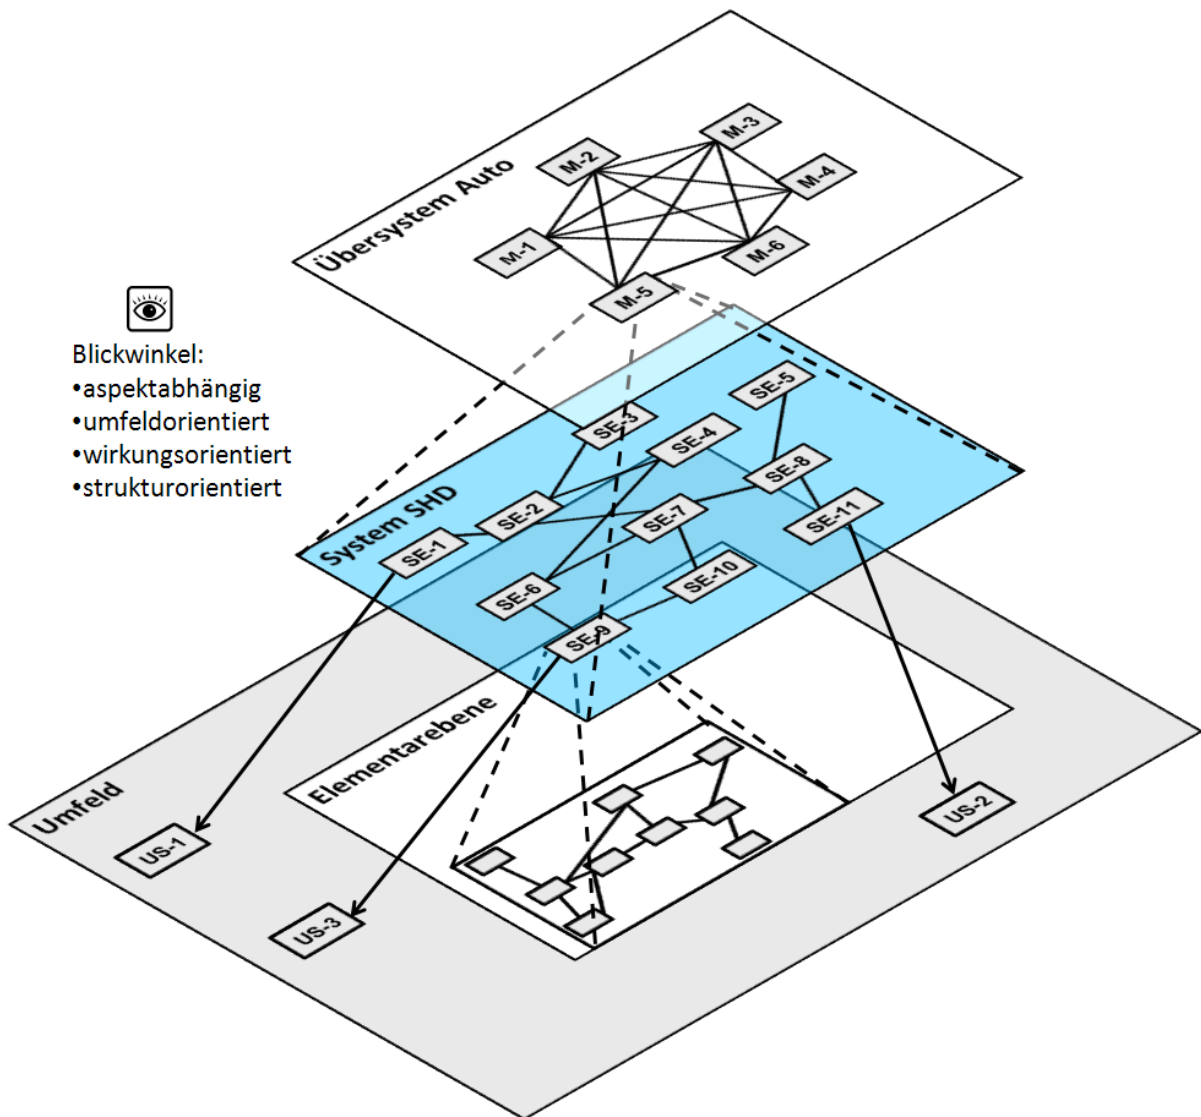 Übersystem Auto
M-1
M-2
M-3
M-4
M-5
M-6
Blickwinkel:
•aspektabhängig
•umfeldorientiert
•wirkungsorientiert
•strukturorientiert
System SHD
SE-1
SE-2
SE-3
SE-4
SE-5
SE-6
SE-7
SE-8
SE-9
SE-10
SE-11
Elementarebene
Umfeld
US-1
US-2
US-3